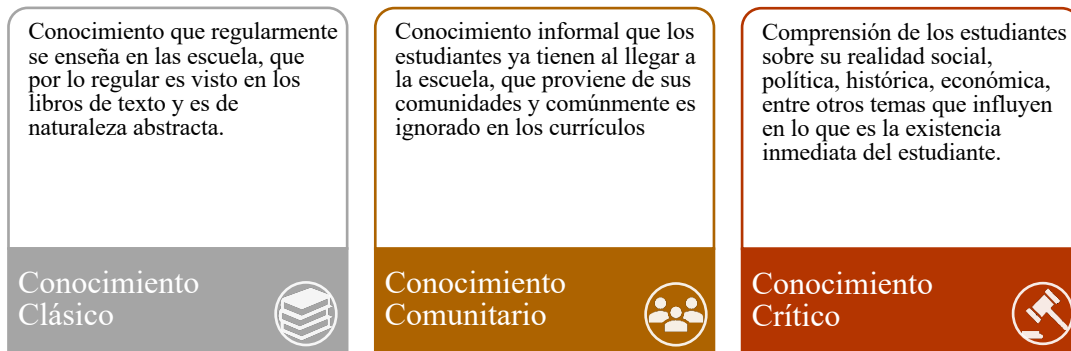 Conocimiento que regularmente
se enseña en las escuela, que
por lo regular es visto en los
libros de texto y es de
naturaleza abstracta.
Conocimiento
Clásico
Conocimiento informal que los
estudiantes ya tienen al llegar a
la escuela, que proviene de sus
comunidades y comúnmente es
ignorado en los currículos
Conocimiento
Comunitario
Comprensión de los estudiantes
sobre su realidad social,
política, histórica, económica,
entre otros temas que influyen
en lo que es la existencia
inmediata del estudiante.
Conocimiento
Crítico